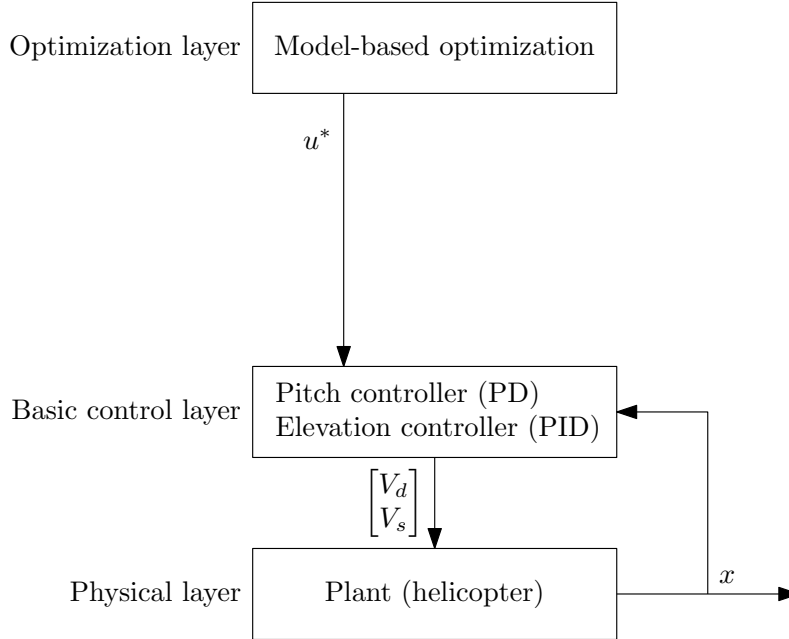 Optimization layer
Model-based optimization
u*
Basic control layer
Pitch controller (PD)
Elevation controller (PID)
[V_d
V_s]
Physical layer
Plant (helicopter)
x